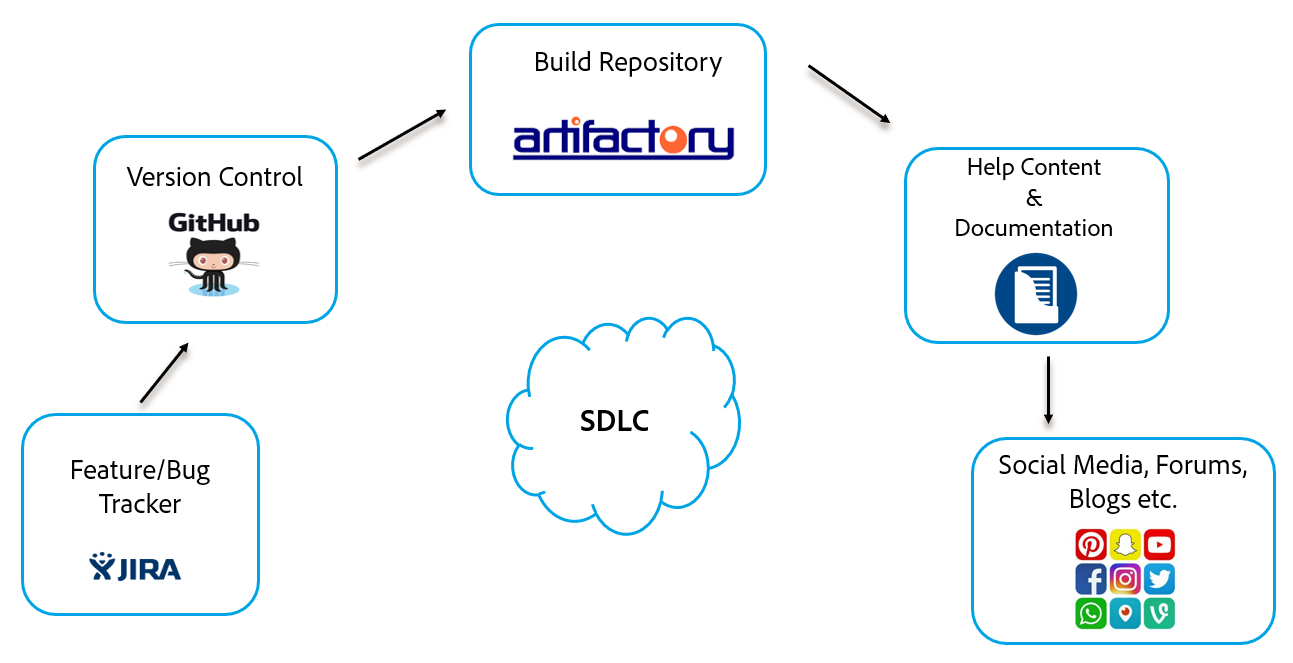 Build Repository
artifactory
Version Control
GitHub
Help Content
&
Documentation
SDLC
Feature/Bug
Tracker
JIRA
Social Media, Forums,
Blogs etc.